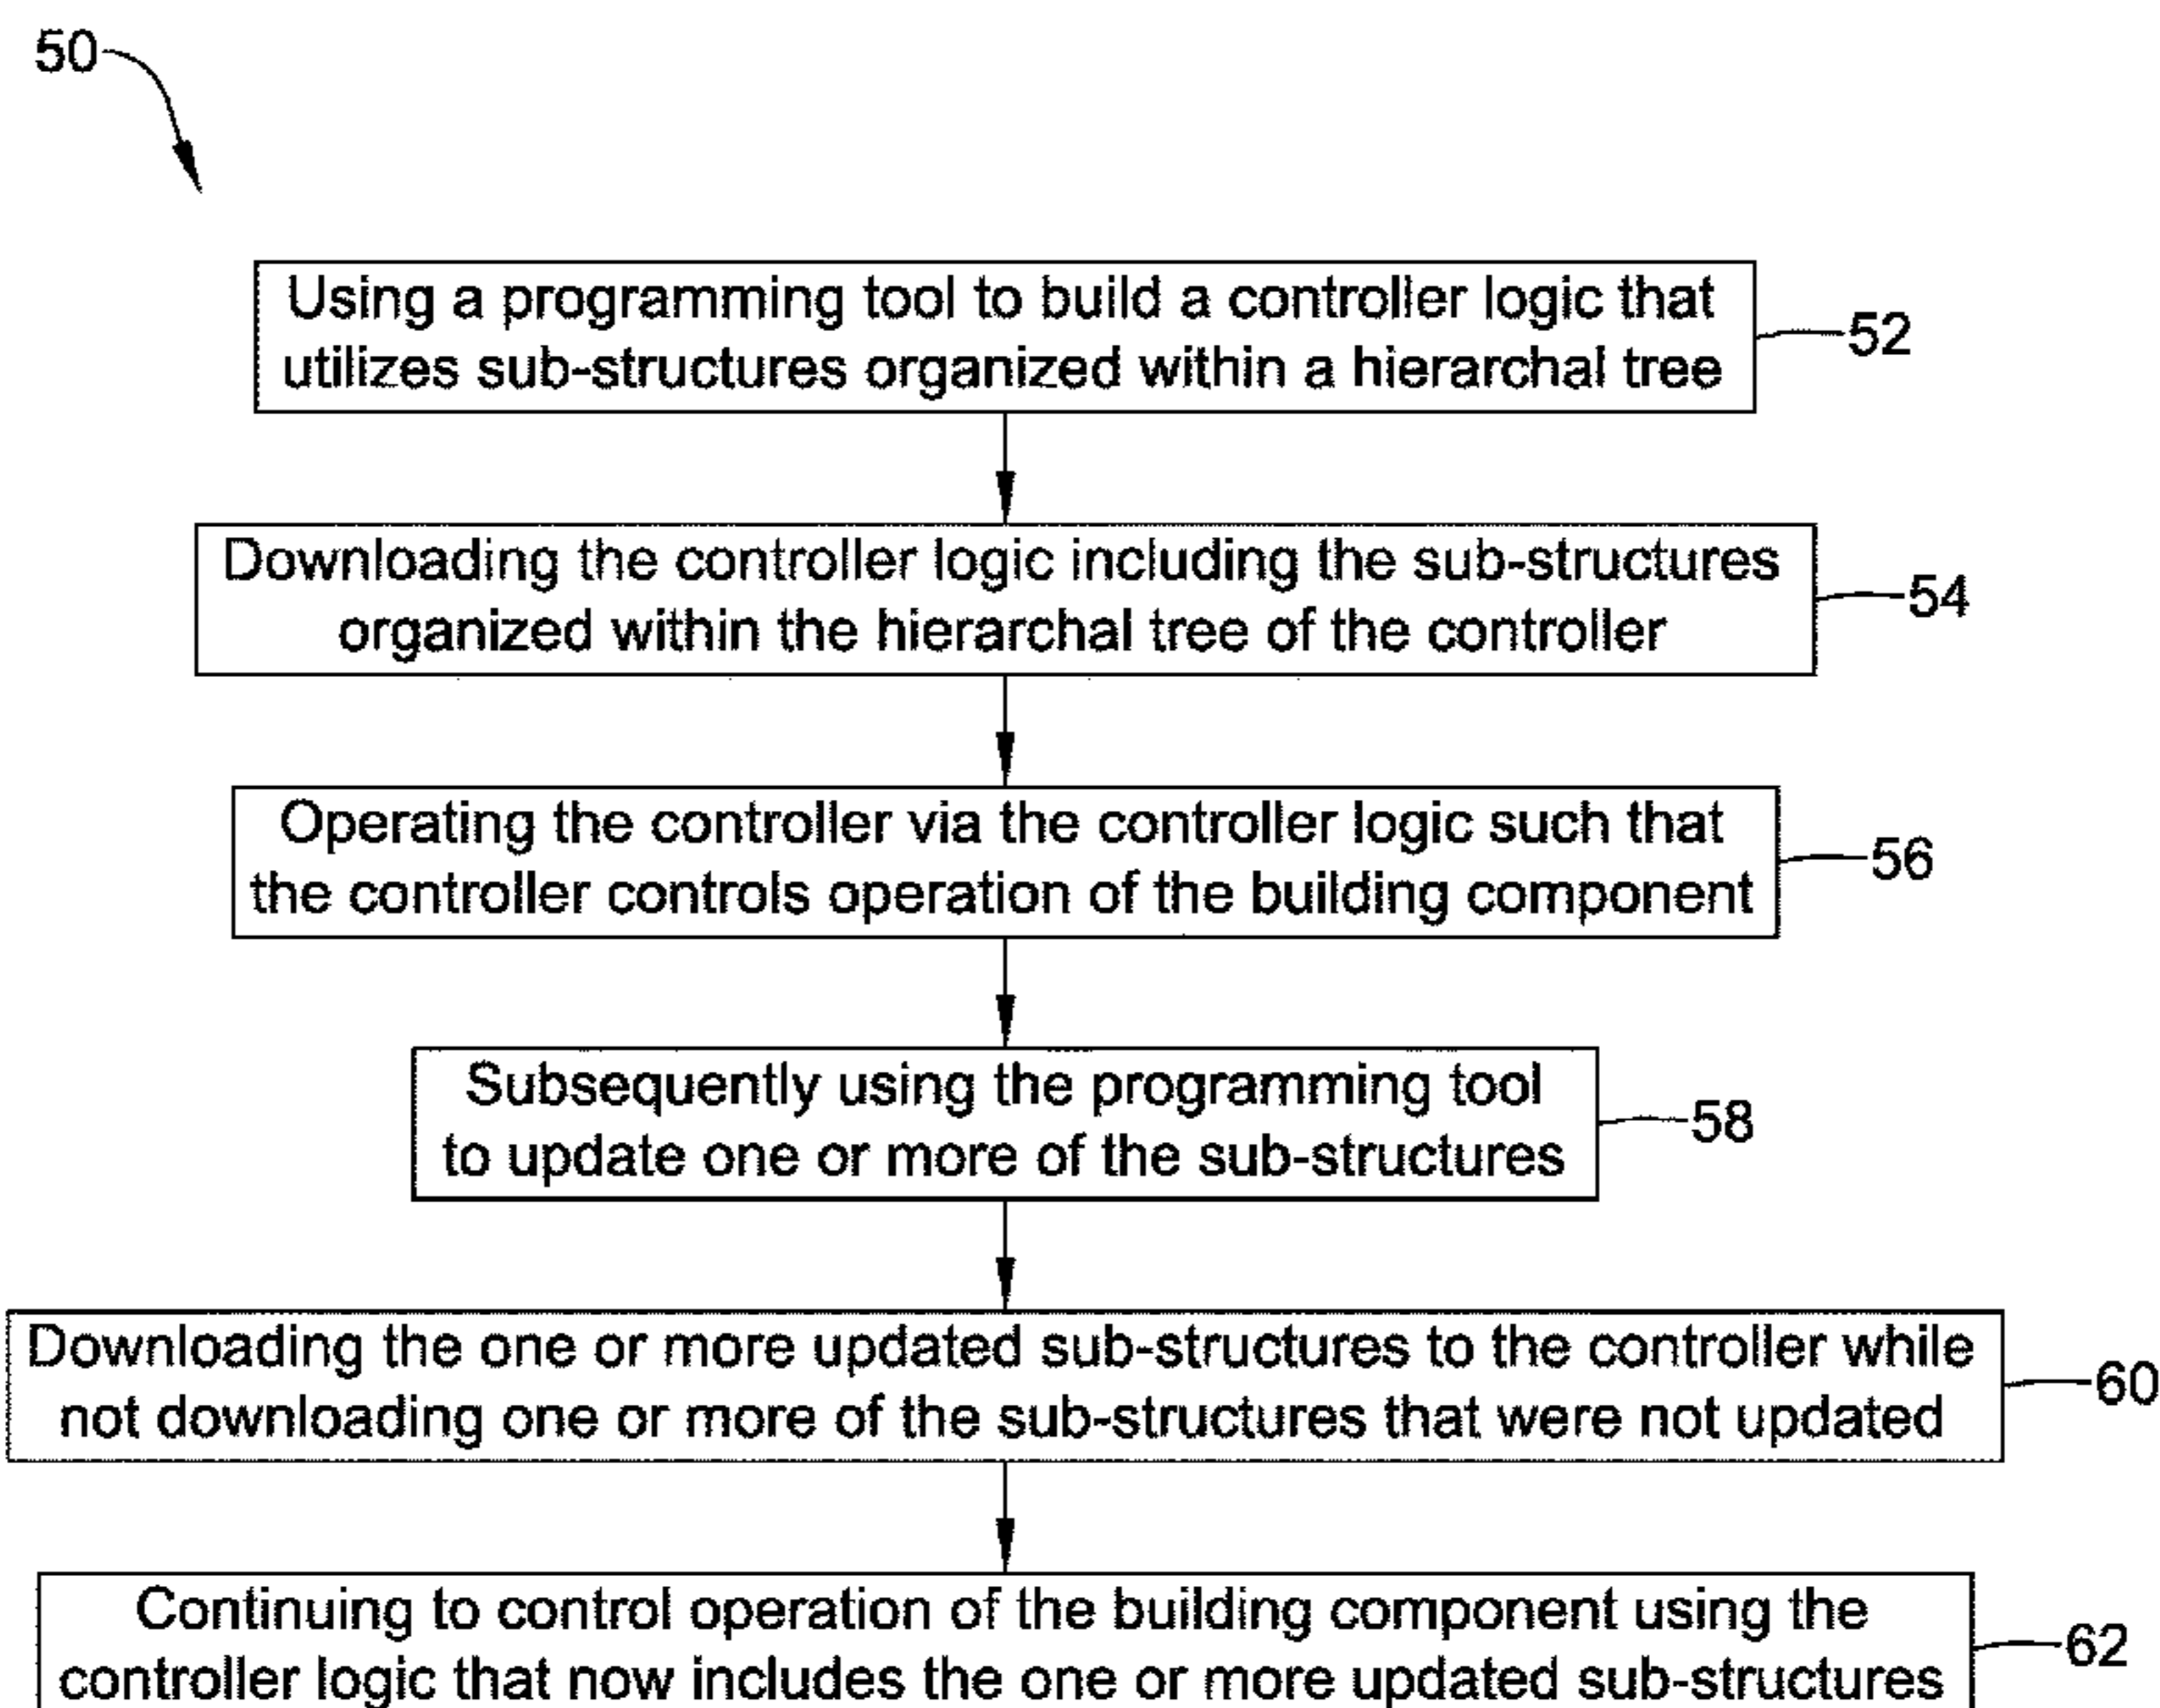 50
Using a programming tool to build a controller logic that
utilizes sub-structures organized within a hierarchal tree
52
Downloading the controller logic including the sub-structures
organized within the hierarchal tree of the controller
54
Operating the controller via the controller logic such that
the controller controls operation of the building component
56
Subsequently using the programming tool
to update one or more of the sub-structures
58
Downloading the one or more updated sub-structures to the controller while
not downloading one or more of the sub-structures that were not updated
60
Continuing to control operation of the building component using the
controller logic that now includes the one or more updated sub-structures
62